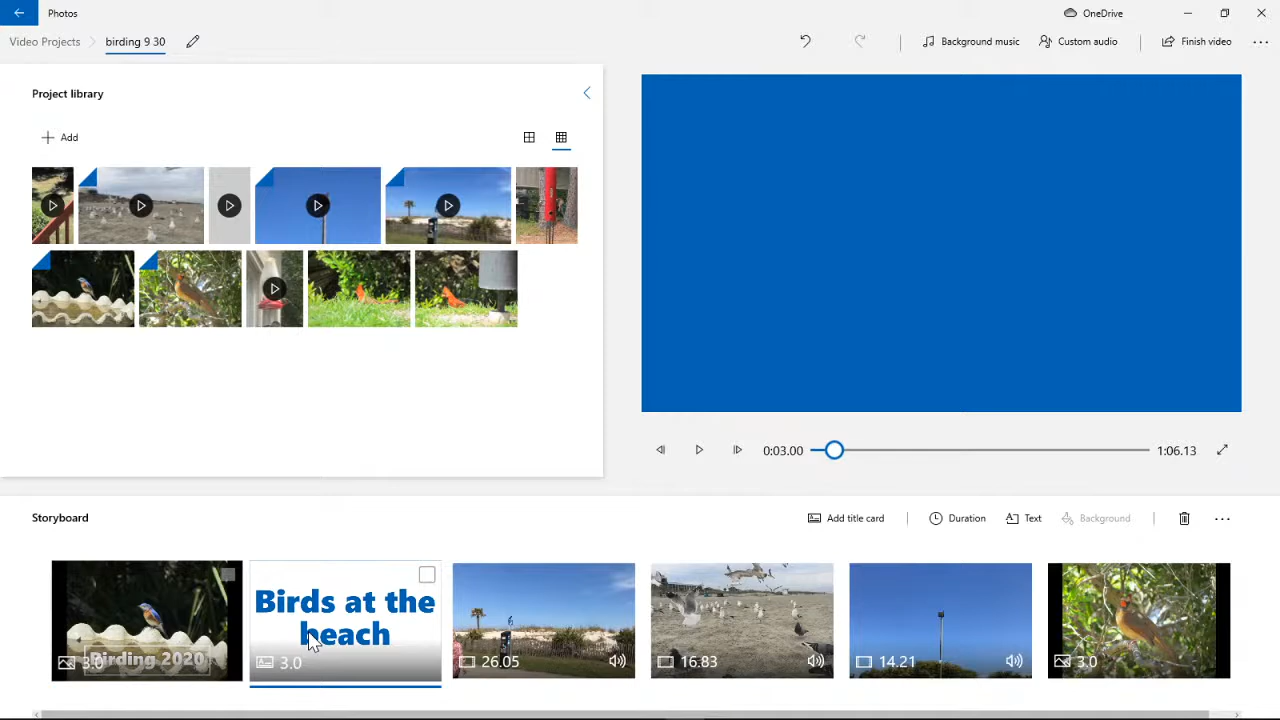 Photos
OneDrive
Video Projects
birding 9 30
Background music
Custom audio
Finish video
Project library
Add
0:03.00
1:06.13
Storyboard
Add title card
Duration
Text
Background
Birding 2020
3.0
Birds at the
beach
3.0
26.05
16.83
14.21
3.0